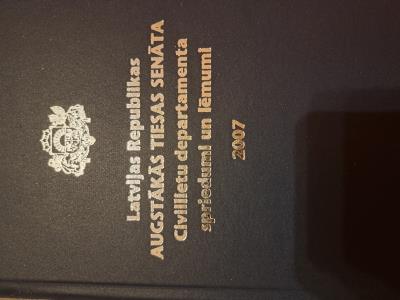 Latvijas Republikas
AUGSTĀKĀS TIESAS SENĀTA
Civillietu departamenta
spriedumi un lēmumi
2007